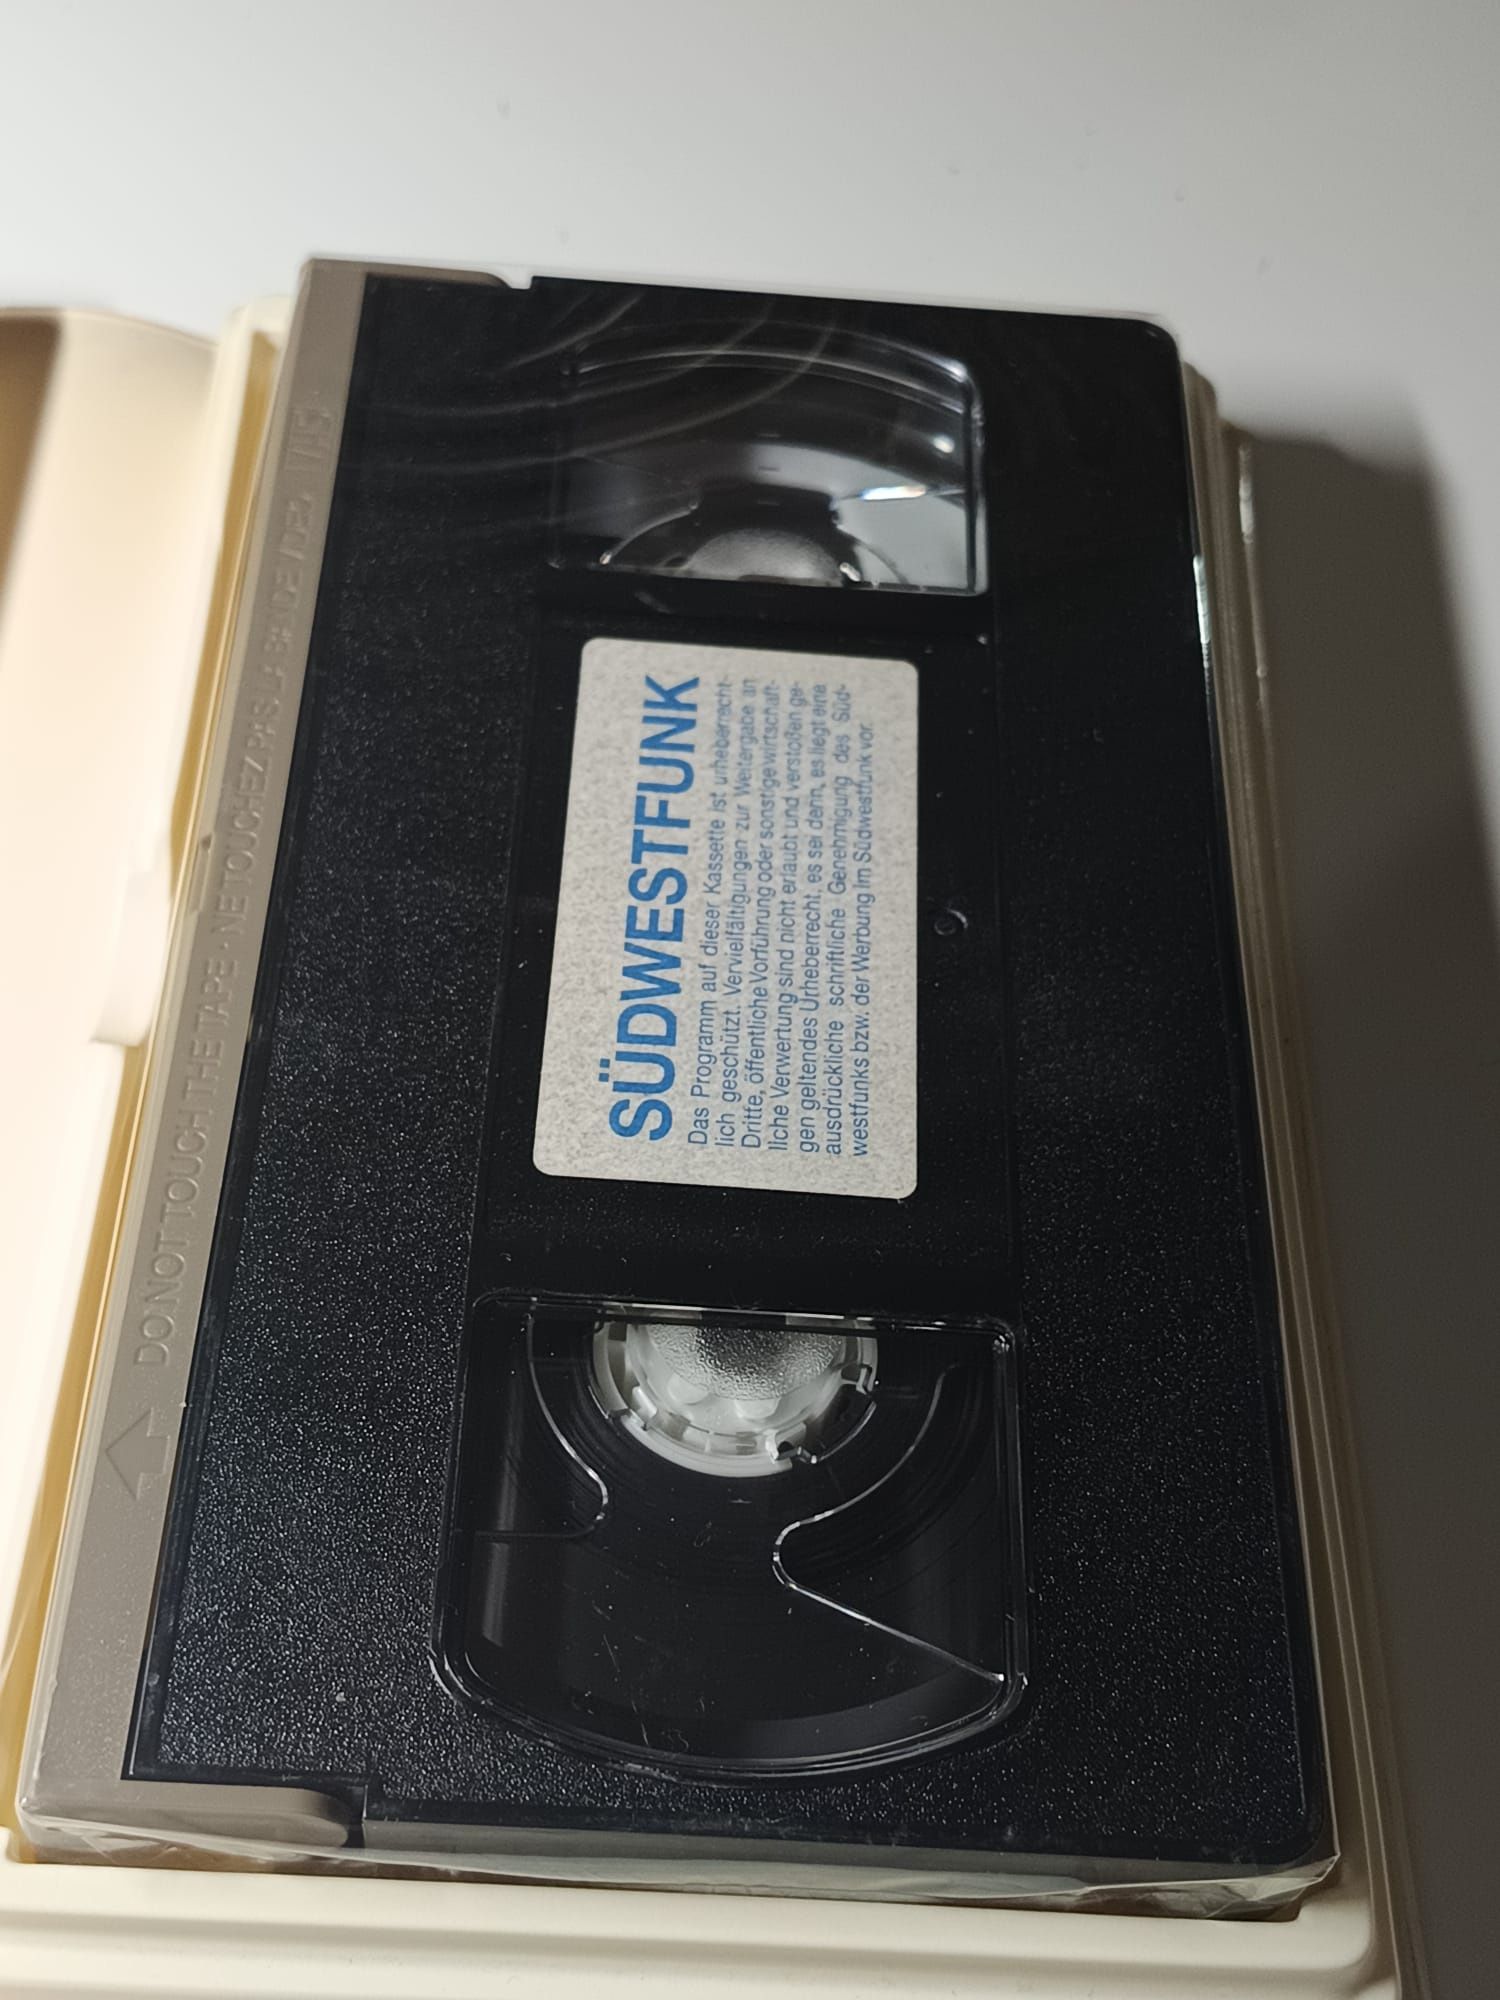 DO NOT TOUCH THE TAPE · NE TOUCHEZ PAS LA BANDE
SÜDWESTFUNK
Das Programm auf dieser Kassette ist urheberrecht-
lich geschützt. Vervielfältigungen zur Weitergabe an
Dritte, öffentliche Vorführung oder sonstige wirtschaft-
liche Verwertung sind nicht erlaubt und verstoßen ge-
gen geltendes Urheberrecht, es sei denn, es liegt eine
ausdrückliche schriftliche Genehmigung des Süd-
westfunks bzw. der Werbung im Südwestfunk vor.